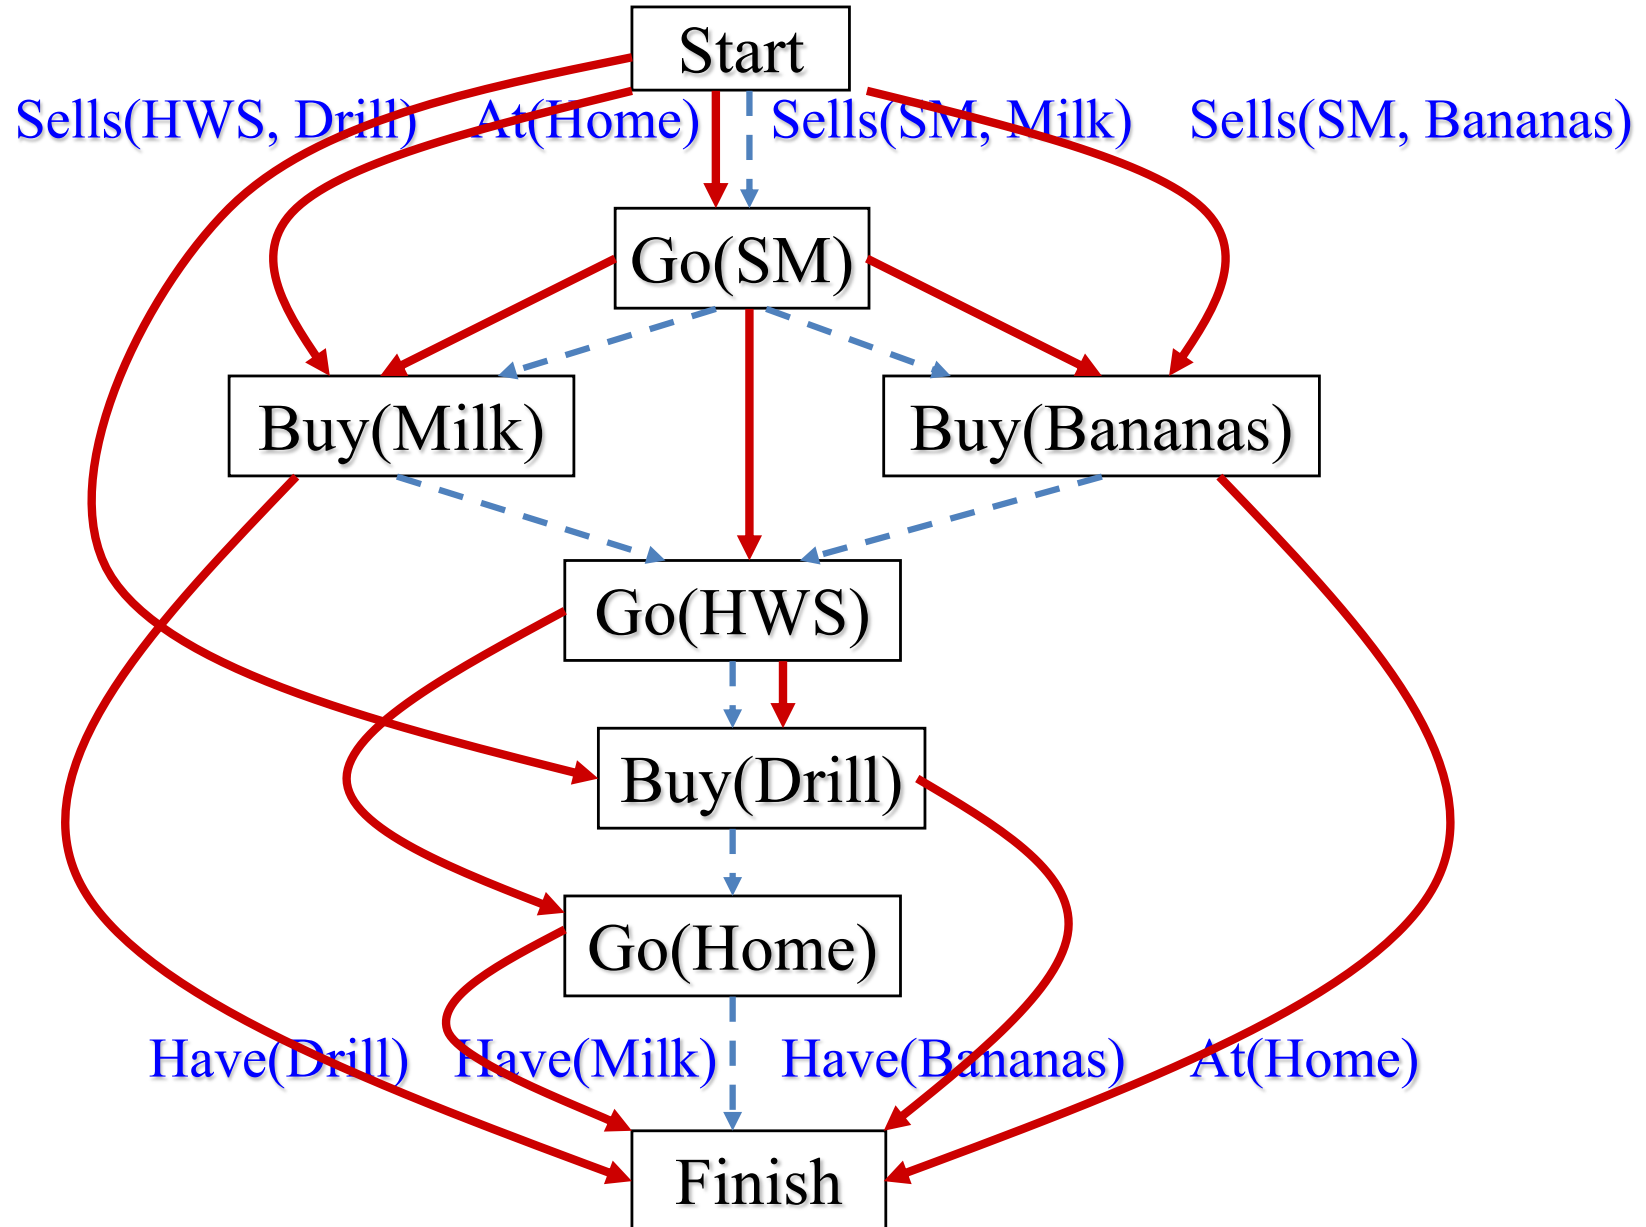 Start
Sells(HWS, Drill) At(Home) Sells(SM, Milk) Sells(SM, Bananas)
Go(SM)
Buy(Milk) Buy(Bananas)
Go(HWS)
Buy(Drill)
Go(Home)
Have(Drill) Have(Milk) Have(Bananas) At(Home)
Finish